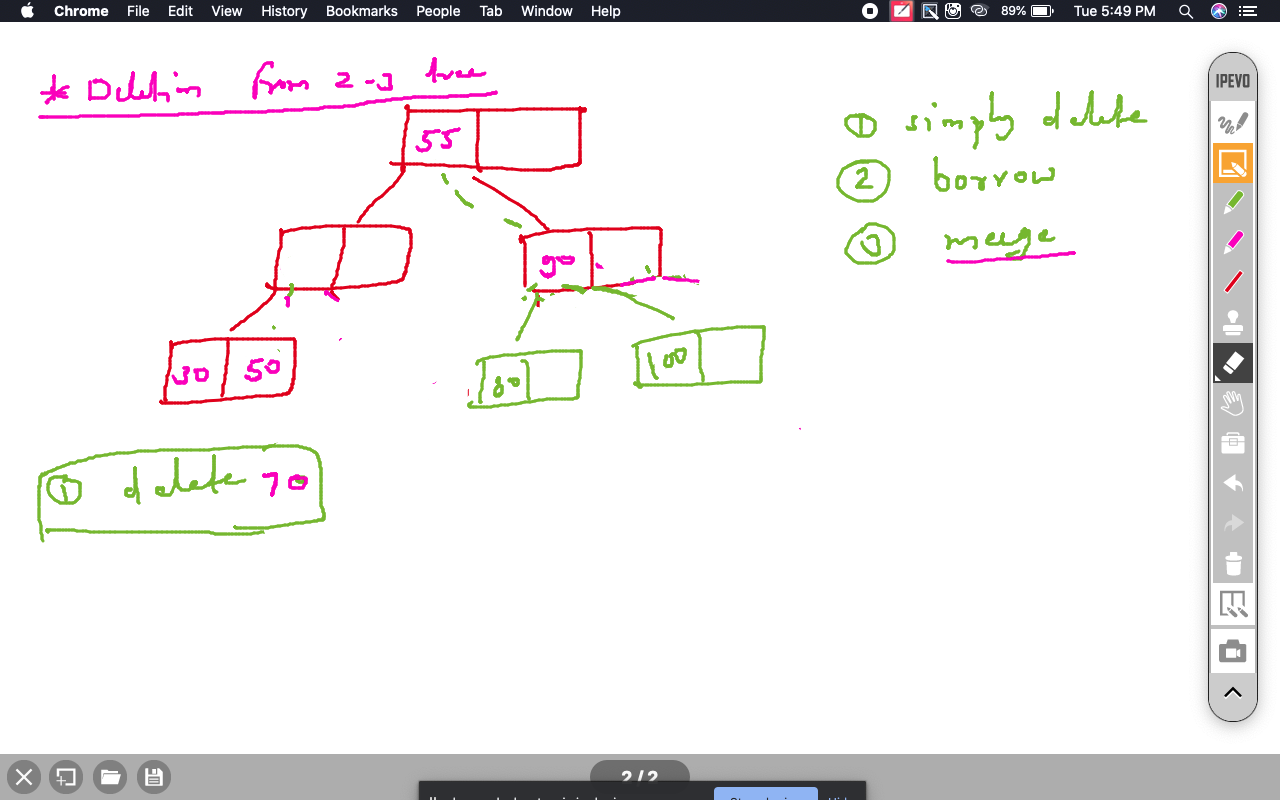 Chrome File Edit View History Bookmarks People Tab Window Help 89% Tue 5:49 PM
* Deletion from 2-3 tree
IPEVO
55
① simply delete
② borrow
③ merge
90
30 50
80
100
① delete 70
2 / 2